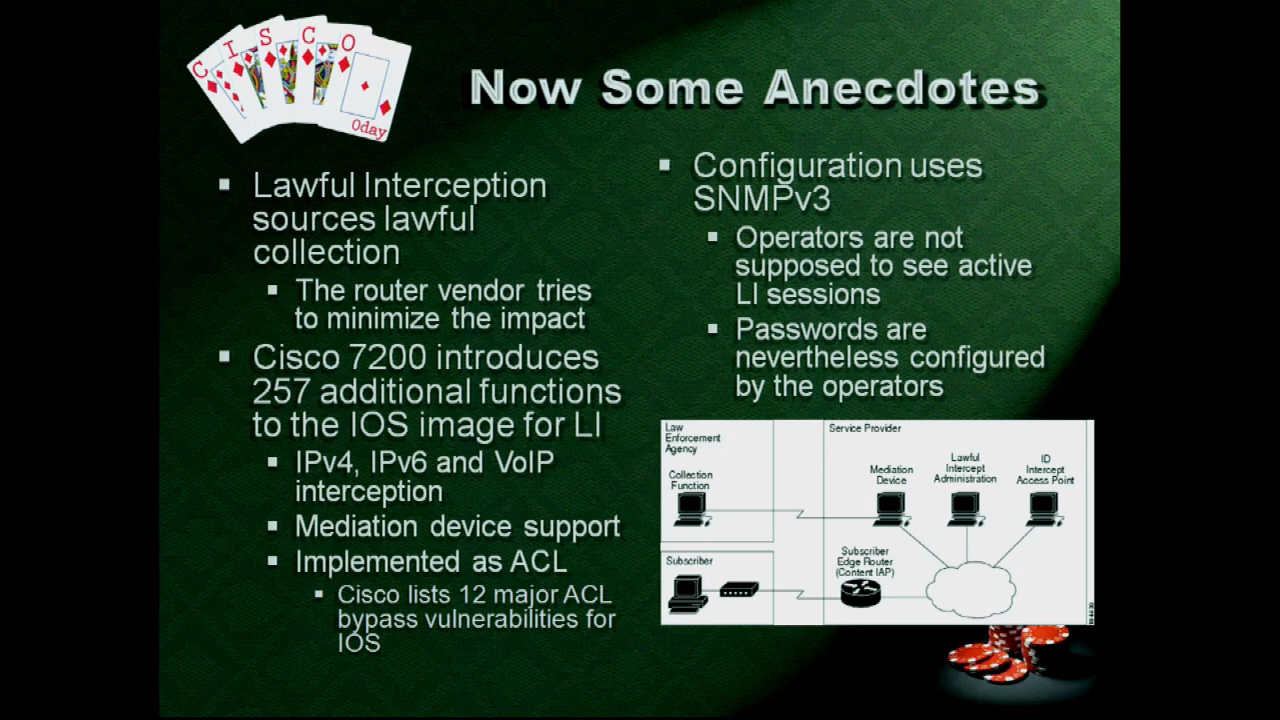 C I S C O
0day
Now Some Anecdotes
▪ Lawful Interception
sources lawful
collection
▪ The router vendor tries
to minimize the impact
▪ Cisco 7200 introduces
257 additional functions
to the IOS image for LI
▪ IPv4, IPv6 and VoIP
interception
▪ Mediation device support
▪ Implemented as ACL
▪ Cisco lists 12 major ACL
bypass vulnerabilities for
IOS
▪ Configuration uses
SNMPv3
▪ Operators are not
supposed to see active
LI sessions
▪ Passwords are
nevertheless configured
by the operators
Law
Enforcement
Agency
Collection
Function
Service Provider
Mediation
Device
Lawful
Intercept
Administration
ID
Intercept
Access Point
Subscriber
Subscriber
Edge Router
(Content IAP)